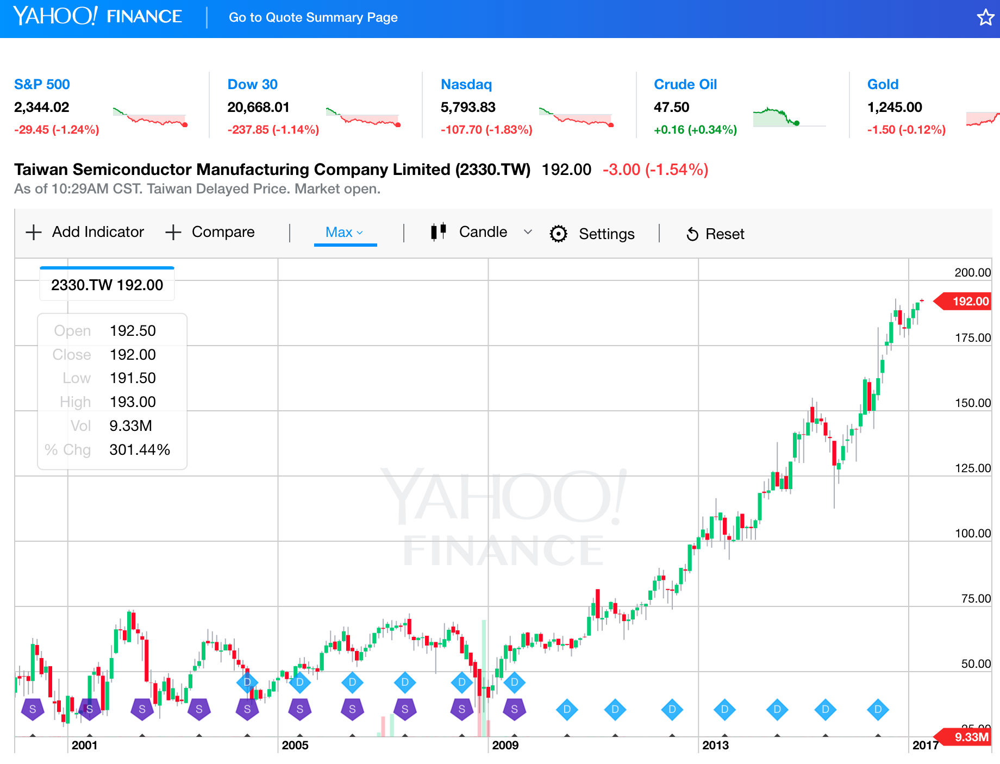 YAHOO! FINANCE Go to Quote Summary Page
S&P 500 Dow 30 Nasdaq Crude Oil Gold
2,344.02 20,668.01 5,793.83 47.50 1,245.00
-29.45 (-1.24%) -237.85 (-1.14%) -107.70 (-1.83%) +0.16 (+0.34%) -1.50 (-0.12%)
Taiwan Semiconductor Manufacturing Company Limited (2330.TW) 192.00 -3.00 (-1.54%)
As of 10:29AM CST. Taiwan Delayed Price. Market open.
Add Indicator Compare Max Candle Settings Reset
200.00
2330.TW 192.00
192.00
Open 192.50
175.00
Close 192.00
Low 191.50
High 193.00
150.00
Vol 9.33M
% Chg 301.44%
125.00
YAHOO!
100.00
FINANCE
75.00
50.00
D D D D D D
S S S S S S S S S S D D D D D D D
25.00
9.33M
2001 2005 2009 2013 2017